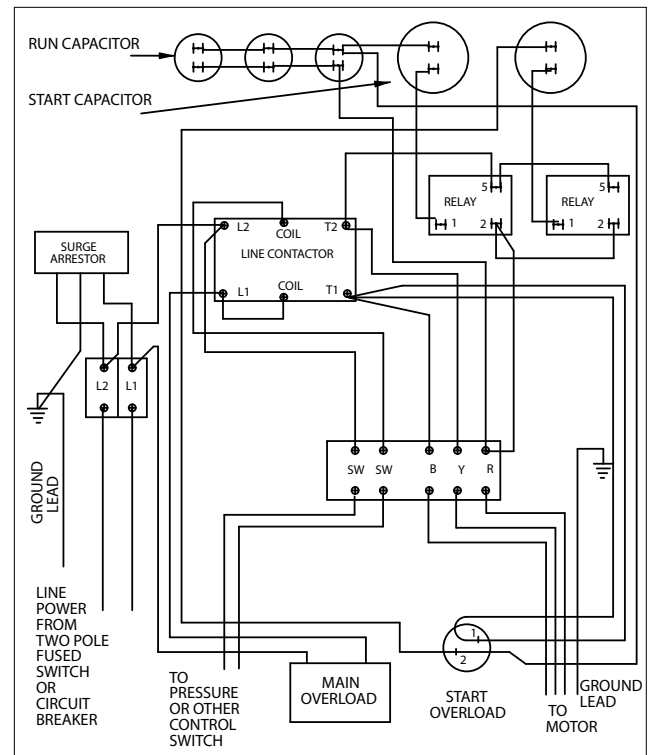 RUN CAPACITOR
START CAPACITOR
5
RELAY
1
2
5
RELAY
1
2
L2
COIL
T2
LINE CONTACTOR
L1
COIL
T1
SURGE
ARRESTOR
L2
L1
SW
SW
B
Y
R
GROUND
LEAD
LINE
POWER
FROM
TWO POLE
FUSED
SWITCH
OR
CIRCUIT
BREAKER
TO
PRESSURE
OR OTHER
CONTROL
SWITCH
MAIN
OVERLOAD
1
2
START
OVERLOAD
TO
MOTOR
GROUND
LEAD